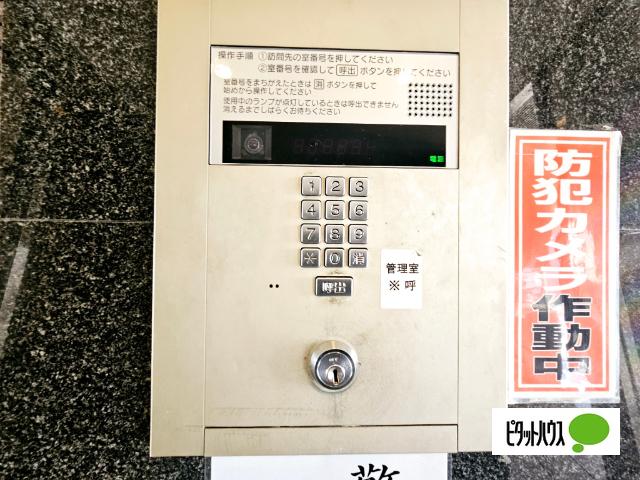 操作手順 ①訪問先の室番号を押してください
②室番号を確認して 呼出 ボタンを押してください
室番号をまちがえたときは 消 ボタンを押して
始めから操作してください
使用中のランプが点灯しているときは呼出できません
消えるまでしばらくお待ちください
電源
1 2 3
4 5 6
7 8 9
※ 0 消
呼出
管理室
※ 呼
防犯カメラ作動中
ピタットハウス